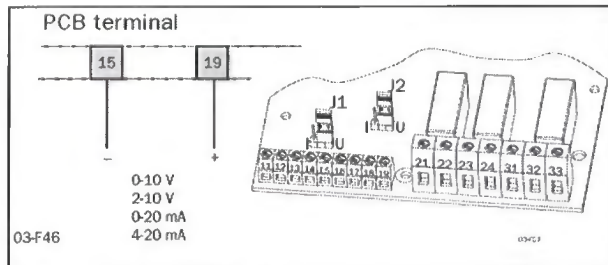 PCB terminal
15 19
– +
0-10 V
2-10 V
0-20 mA
4-20 mA
03-F46
J1
J2
I U
I U
11 12 13 14 15 16 17 18 19
21 22 23 24 31 32 33